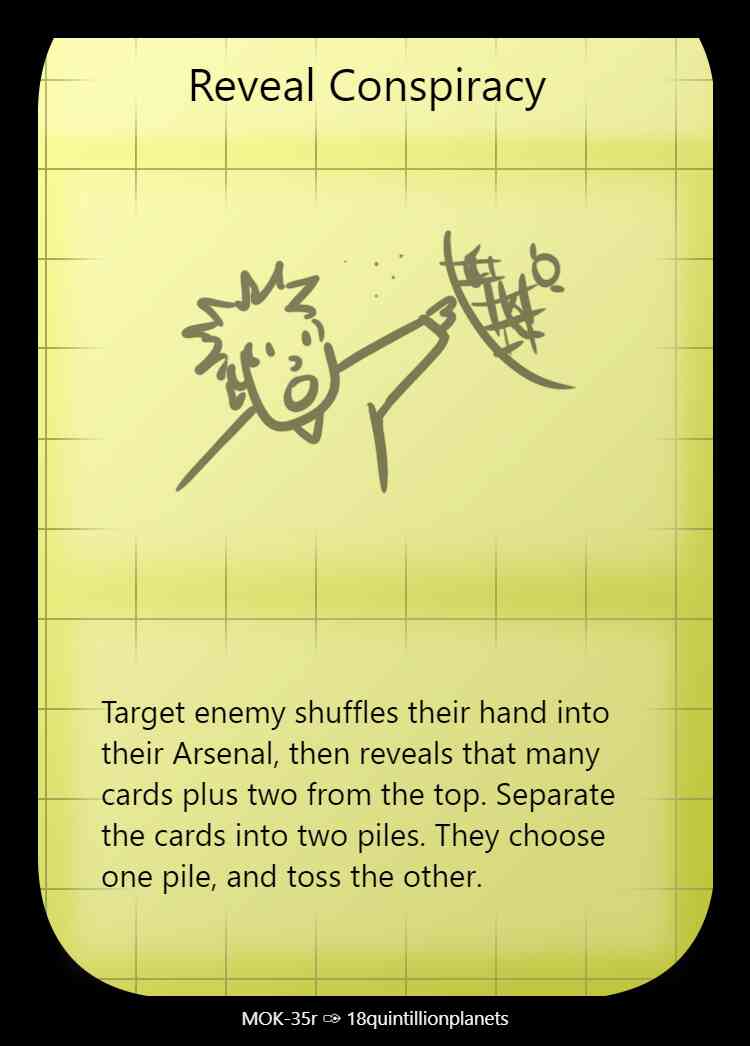 Reveal Conspiracy
Target enemy shuffles their hand into
their Arsenal, then reveals that many
cards plus two from the top. Separate
the cards into two piles. They choose
one pile, and toss the other.
MOK-35r ✑ 18quintillionplanets